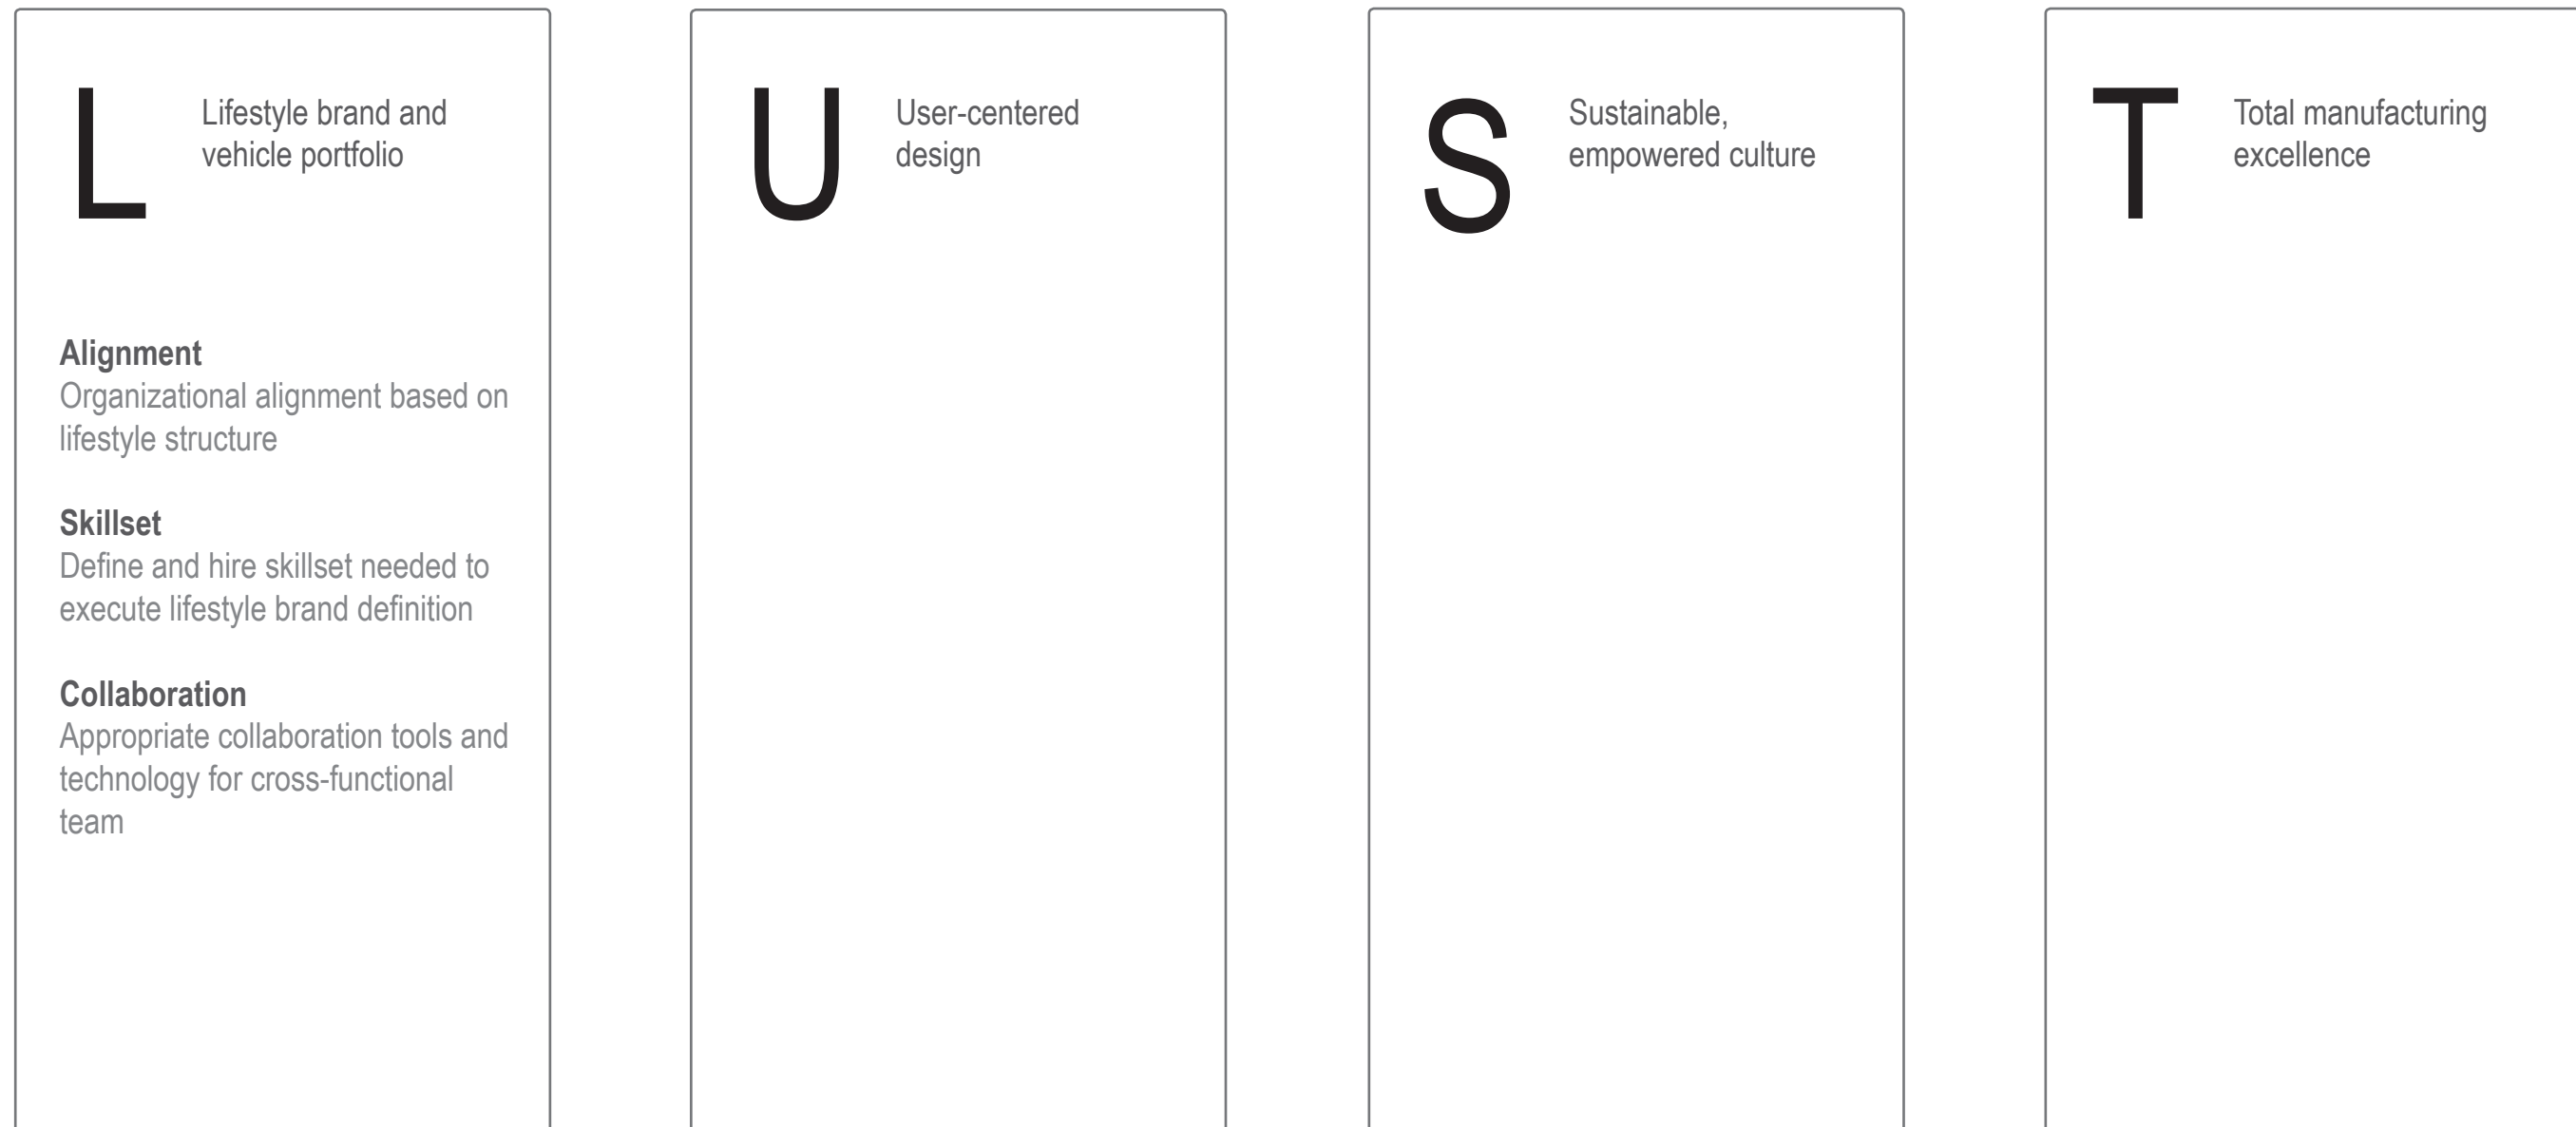 L
Lifestyle brand and
vehicle portfolio
Alignment
Organizational alignment based on
lifestyle structure
Skillset
Define and hire skillset needed to
execute lifestyle brand definition
Collaboration
Appropriate collaboration tools and
technology for cross-functional
team
U
User-centered
design
S
Sustainable,
empowered culture
T
Total manufacturing
excellence